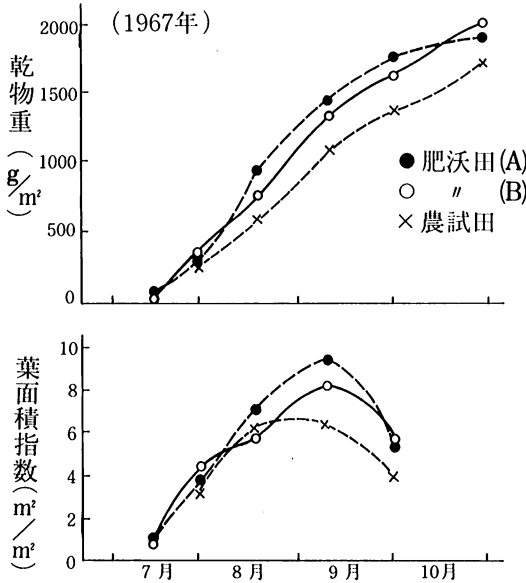 (1967年)
乾物重(g/m²)
2000
1500
1000
500
0
● 肥沃田(A)
○ 〃 (B)
× 農試田
葉面積指数(m²/m²)
10
8
6
4
2
0
7月 8月 9月 10月